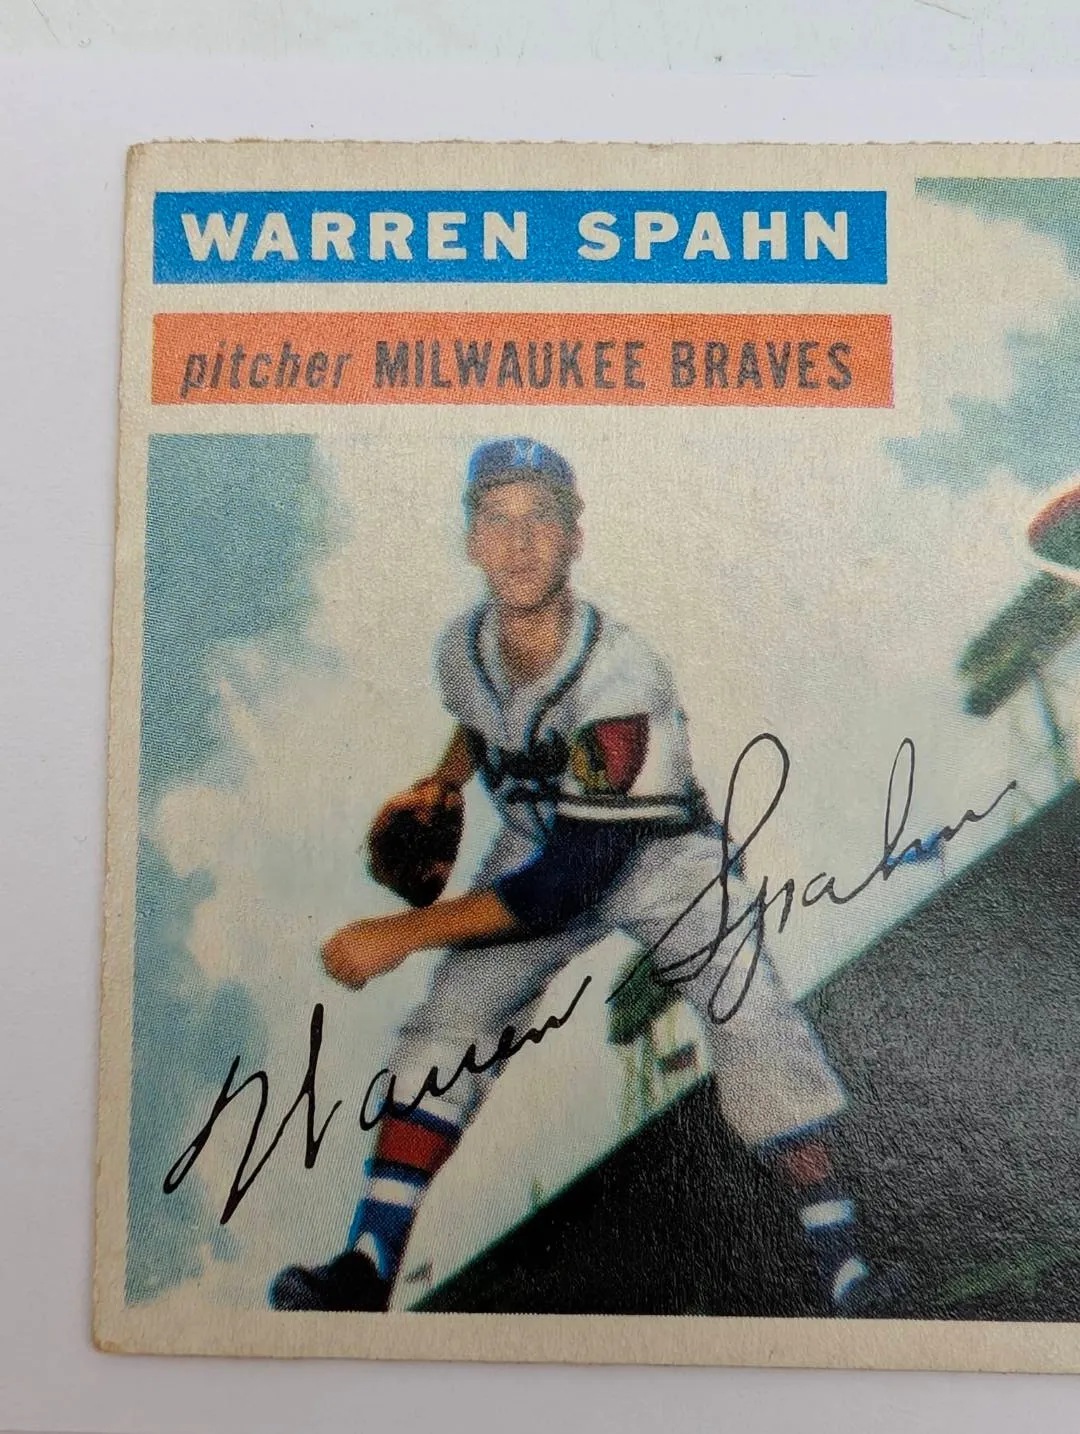 WARREN SPAHN
pitcher MILWAUKEE BRAVES
M
Warren Spahn